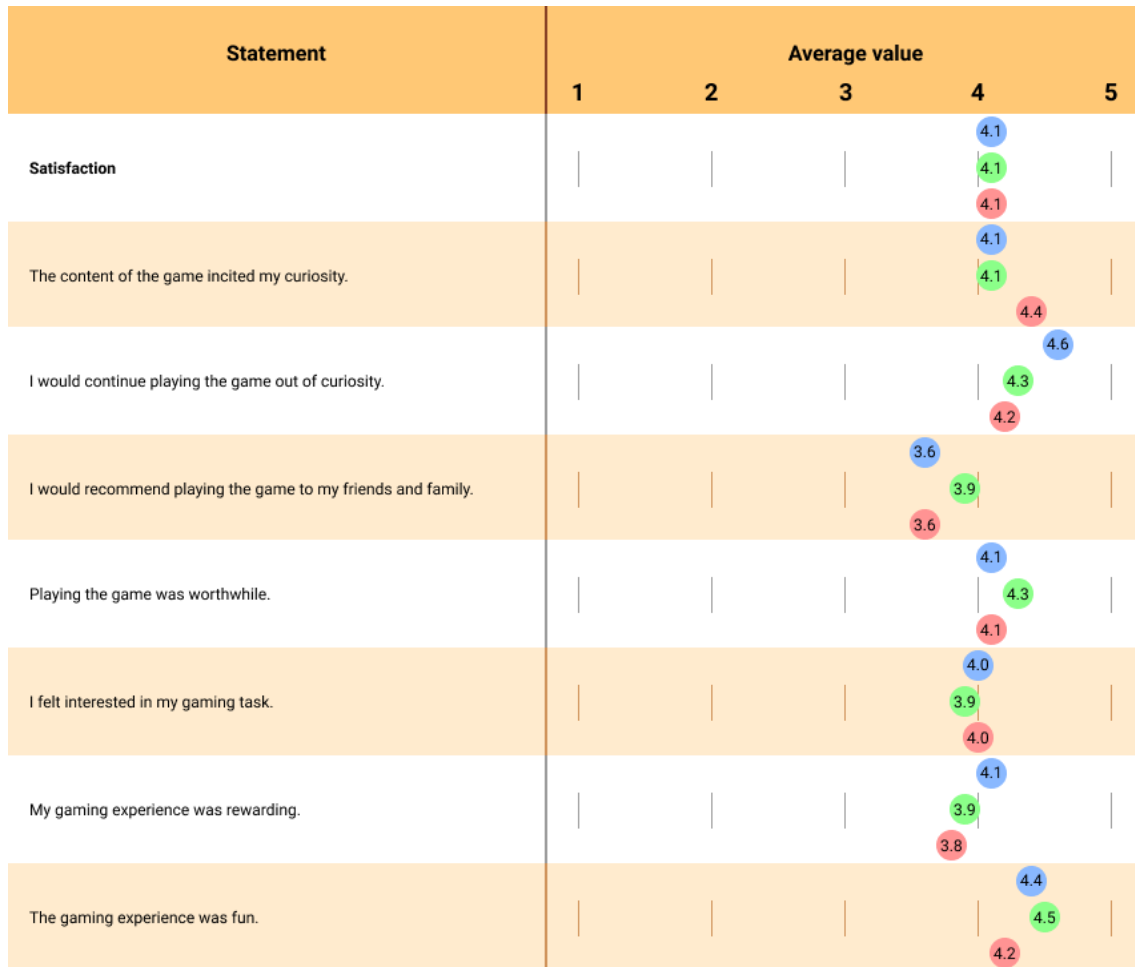 Statement
Average value
1 2 3 4 5
4.1
Satisfaction
4.1
4.1
4.1
The content of the game incited my curiosity.
4.1
4.4
4.6
I would continue playing the game out of curiosity.
4.3
4.2
3.6
I would recommend playing the game to my friends and family.
3.9
3.6
4.1
Playing the game was worthwhile.
4.3
4.1
4.0
I felt interested in my gaming task.
3.9
4.0
4.1
My gaming experience was rewarding.
3.9
3.8
4.4
The gaming experience was fun.
4.5
4.2